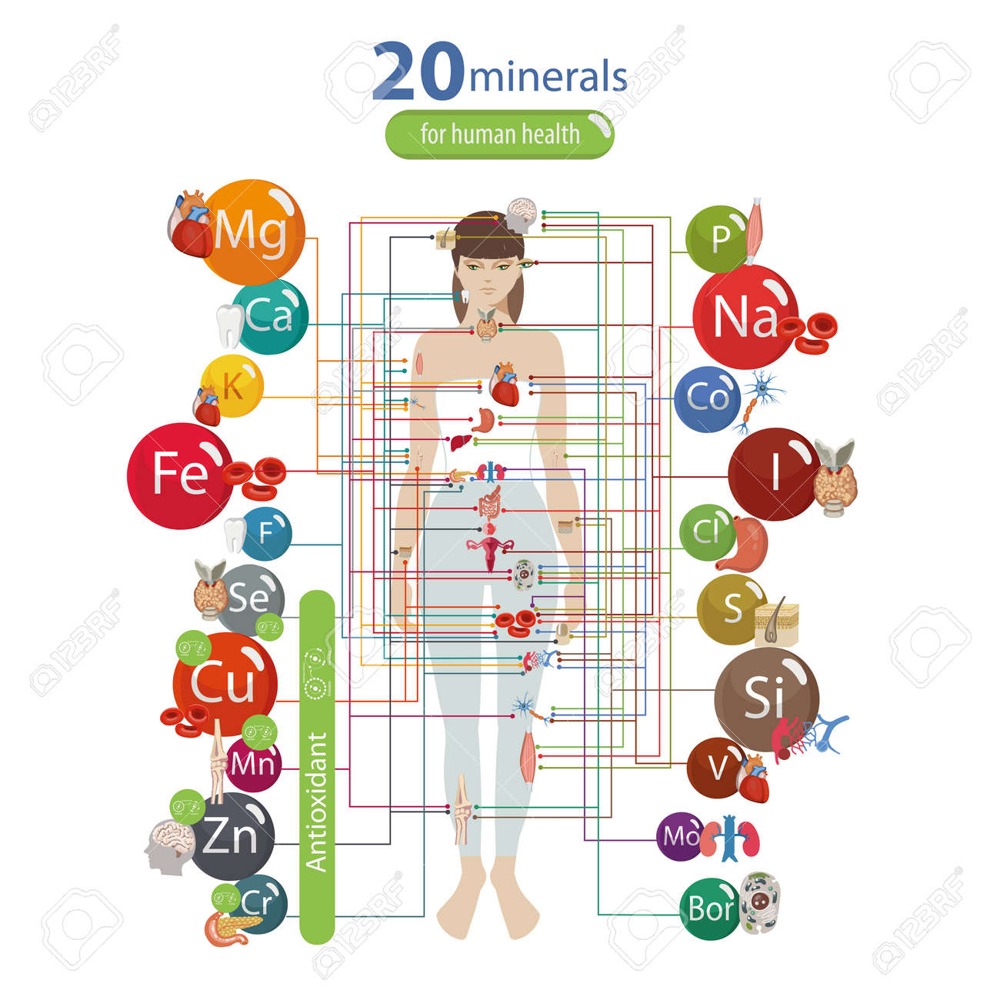 20 minerals
for human health
Mg
Ca
K
Fe
F
Se
Cu
Mn
Zn
Cr
Antioxidant
P
Na
Co
I
Cl
S
Si
V
Mo
Bor
123RF